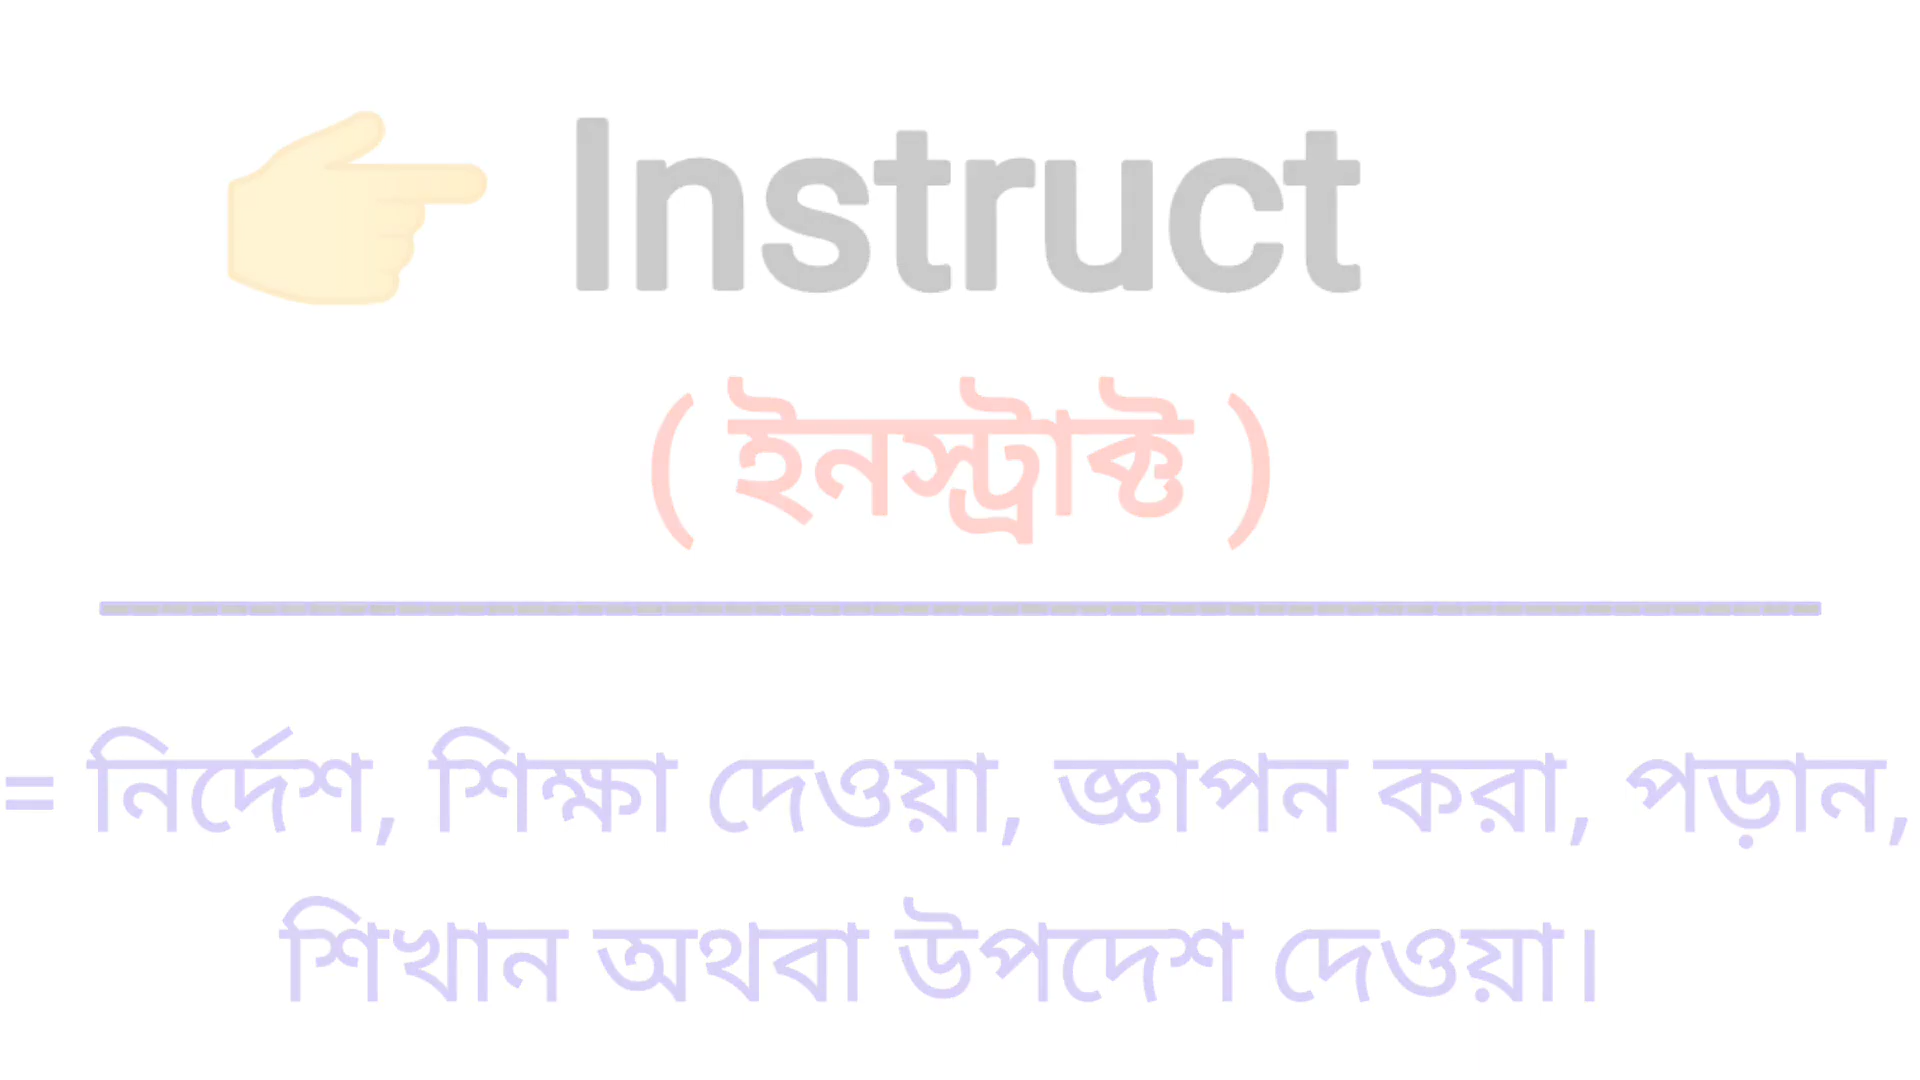 👉 Instruct
( ইনস্ট্রাক্ট )
= নির্দেশ, শিক্ষা দেওয়া, জ্ঞাপন করা, পড়ান,
শিখান অথবা উপদেশ দেওয়া।